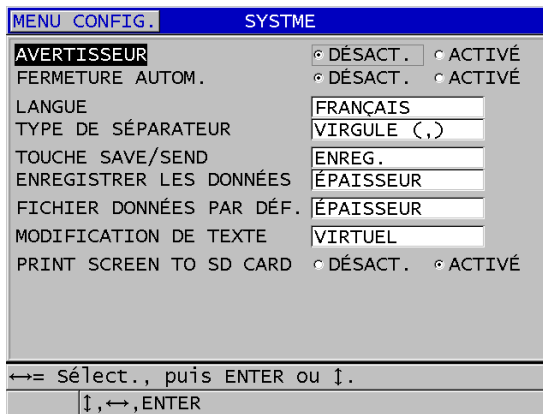 MENU CONFIG. SYSTME
AVERTISSEUR DÉSACT. ACTIVÉ
FERMETURE AUTOM. DÉSACT. ACTIVÉ
LANGUE FRANÇAIS
TYPE DE SÉPARATEUR VIRGULE (,)
TOUCHE SAVE/SEND ENREG.
ENREGISTRER LES DONNÉES ÉPAISSEUR
FICHIER DONNÉES PAR DÉF. ÉPAISSEUR
MODIFICATION DE TEXTE VIRTUEL
PRINT SCREEN TO SD CARD DÉSACT. ACTIVÉ
↔= Sélect., puis ENTER ou ↕.
↕,↔,ENTER